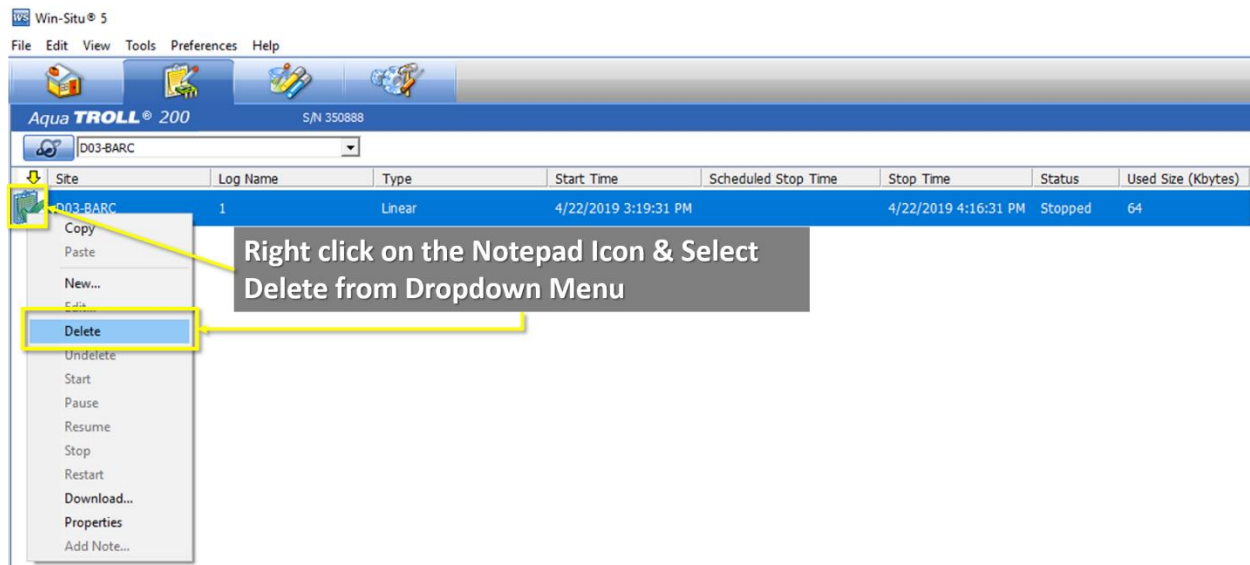 Win-Situ® 5
File Edit View Tools Preferences Help
Aqua TROLL® 200 S/N 350888
D03-BARC
Site Log Name Type Start Time Scheduled Stop Time Stop Time Status Used Size (Kbytes)
D03-BARC 1 Linear 4/22/2019 3:19:31 PM 4/22/2019 4:16:31 PM Stopped 64
Copy
Paste
New...
Edit...
Delete
Undelete
Start
Pause
Resume
Stop
Restart
Download...
Properties
Add Note...
Right click on the Notepad Icon & Select
Delete from Dropdown Menu